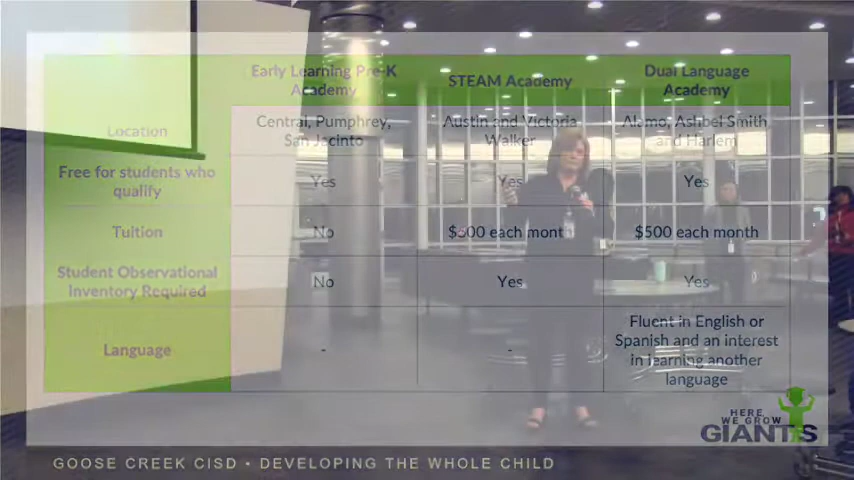 Early Learning Pre-K
Academy
STEAM Academy
Dual Language
Academy
Location
Central, Pumphrey,
San Jacinto
Austin and Victoria
Walker
Alamo, Ashbel Smith
and Harlem
Free for students who
qualify
Yes
Yes
Yes
Tuition
No
$500 each month
$500 each month
Student Observational
Inventory Required
No
Yes
Yes
Language
-
-
Fluent in English or
Spanish and an interest
in learning another
language
HERE
WE GROW
GIANTS
GOOSE CREEK CISD • DEVELOPING THE WHOLE CHILD